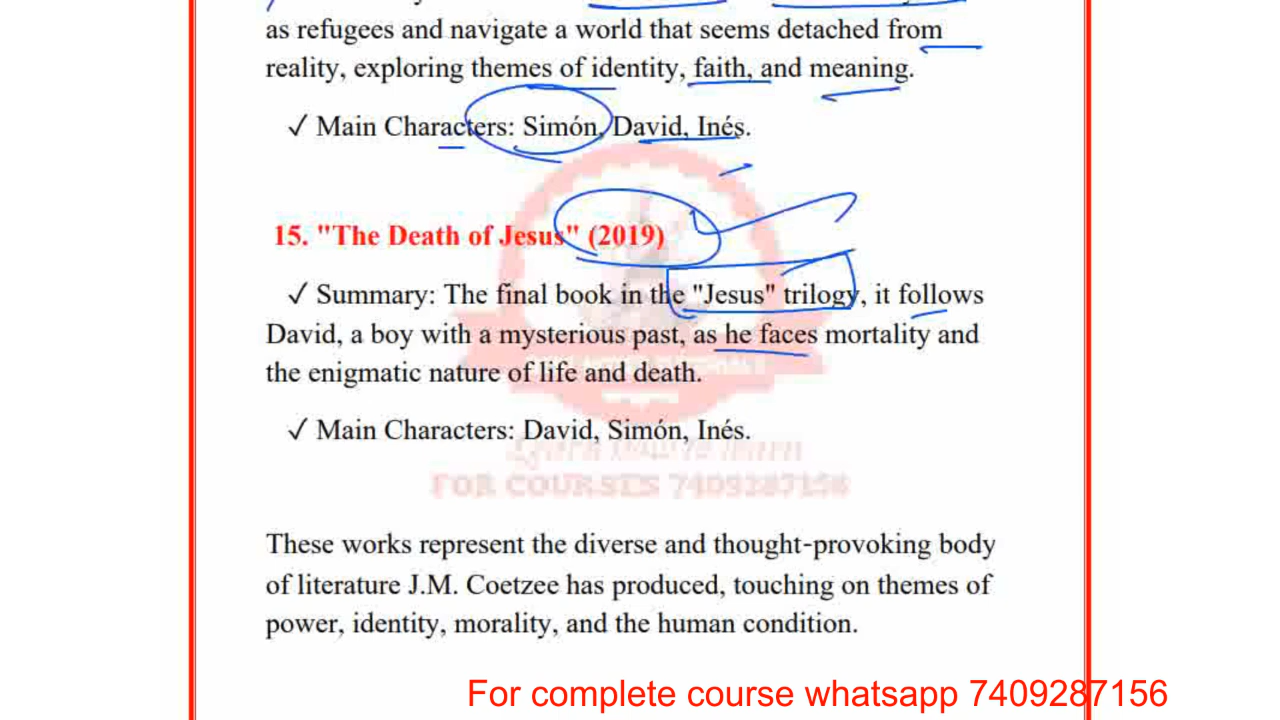 as refugees and navigate a world that seems detached from
reality, exploring themes of identity, faith, and meaning.
✓ Main Characters: Simón, David, Inés.
15. "The Death of Jesus" (2019)
✓ Summary: The final book in the "Jesus" trilogy, it follows
David, a boy with a mysterious past, as he faces mortality and
the enigmatic nature of life and death.
✓ Main Characters: David, Simón, Inés.
FOR COURSES 7409287156
These works represent the diverse and thought-provoking body
of literature J.M. Coetzee has produced, touching on themes of
power, identity, morality, and the human condition.
For complete course whatsapp 7409287156